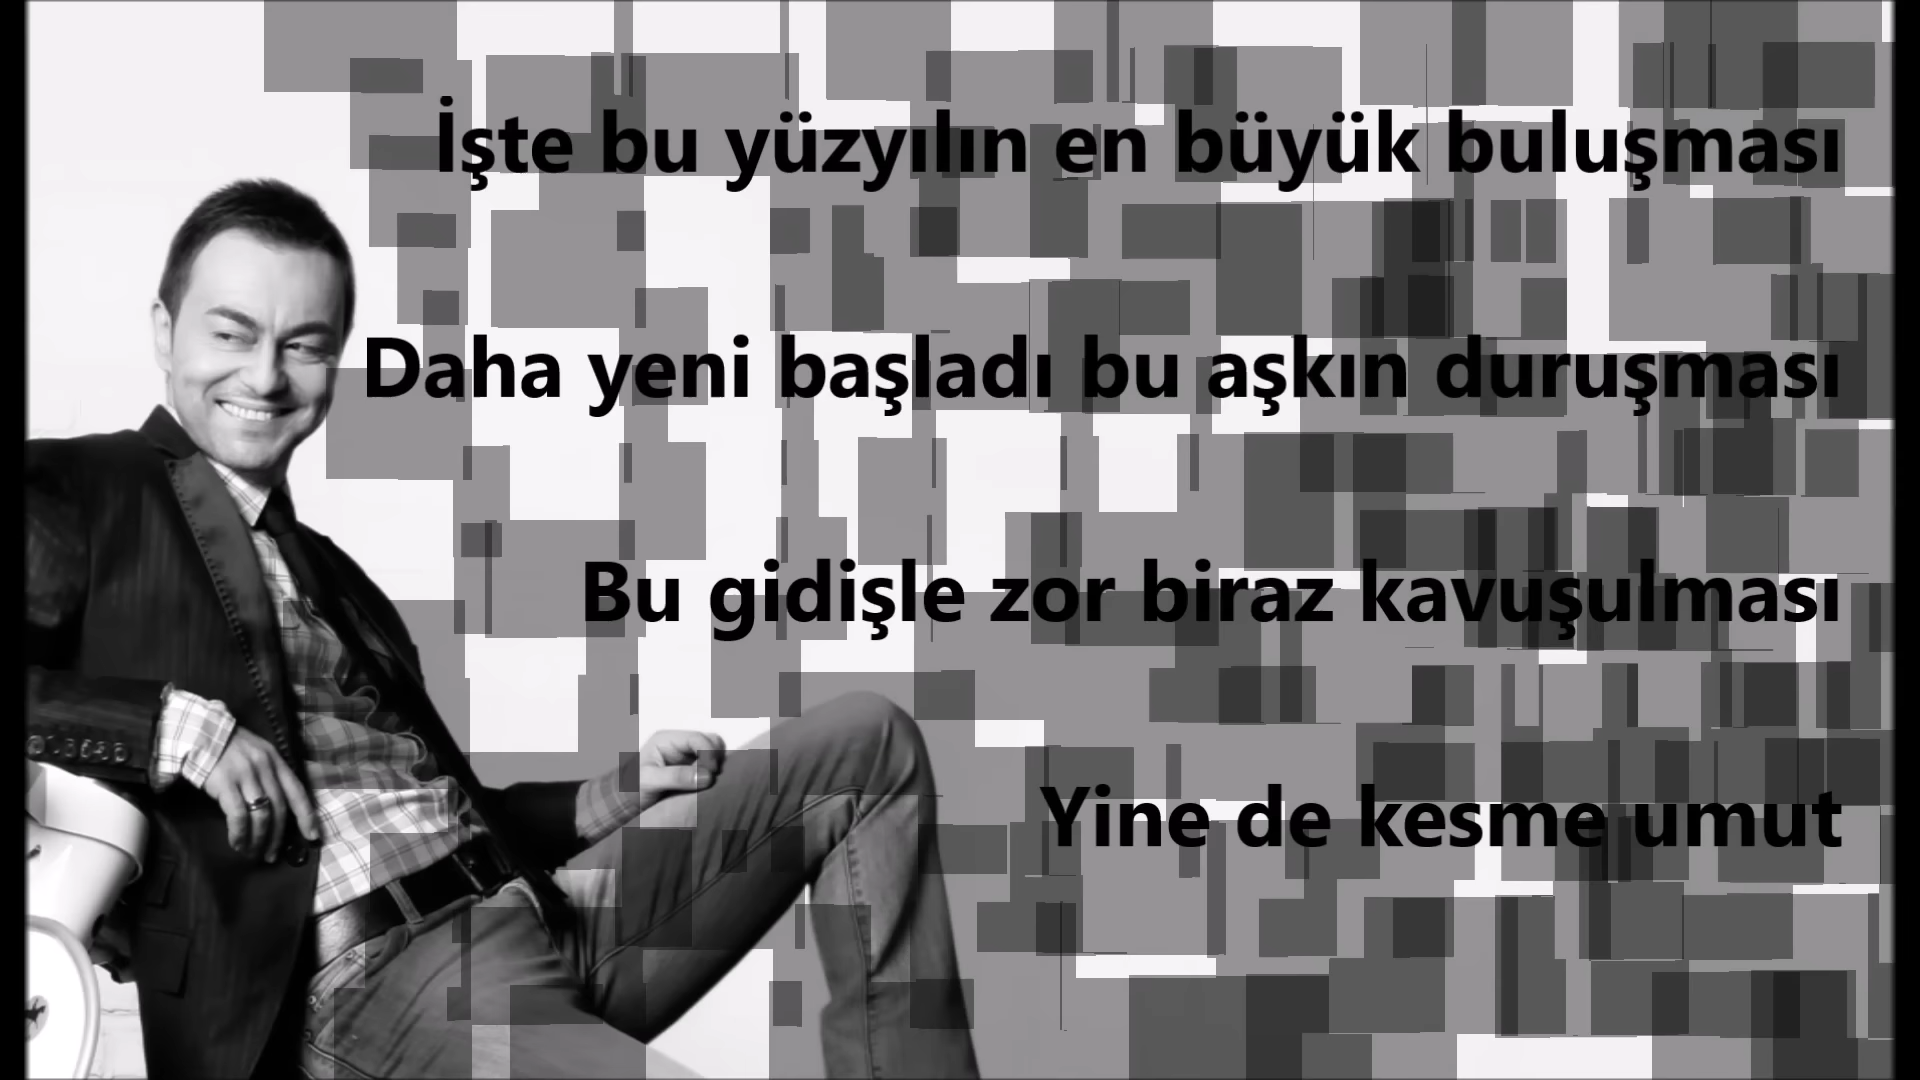 İşte bu yüzyılın en büyük buluşması
Daha yeni başladı bu aşkın duruşması
Bu gidişle zor biraz kavuşulması
Yine de kesme umut